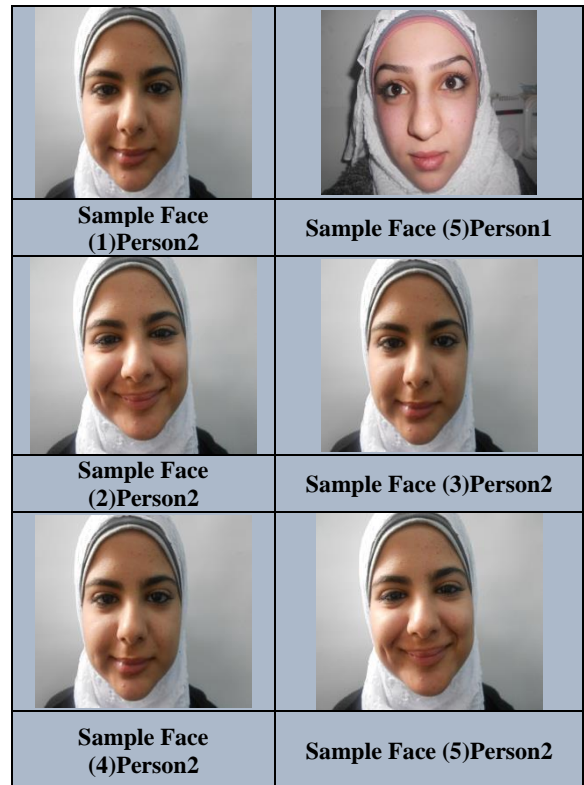 Sample Face
(1)Person2
Sample Face (5)Person1
Sample Face
(2)Person2
Sample Face (3)Person2
Sample Face
(4)Person2
Sample Face (5)Person2